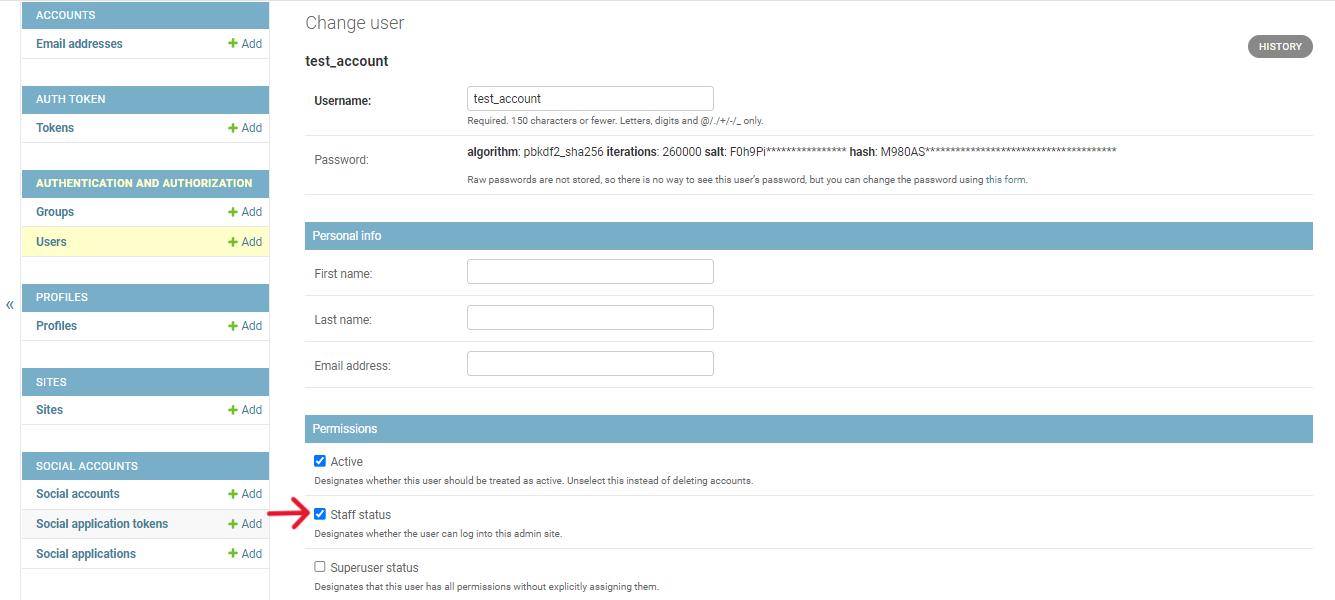 ACCOUNTS
Email addresses + Add
AUTH TOKEN
Tokens + Add
AUTHENTICATION AND AUTHORIZATION
Groups + Add
Users + Add
«
PROFILES
Profiles + Add
SITES
Sites + Add
SOCIAL ACCOUNTS
Social accounts + Add
Social application tokens + Add
Social applications + Add
Change user
HISTORY
test_account
Username: test_account
Required. 150 characters or fewer. Letters, digits and @/./+/-/_ only.
Password: algorithm: pbkdf2_sha256 iterations: 260000 salt: F0h9Pi**************** hash: M980AS**************************************
Raw passwords are not stored, so there is no way to see this user's password, but you can change the password using this form.
Personal info
First name:
Last name:
Email address:
Permissions
Active
Designates whether this user should be treated as active. Unselect this instead of deleting accounts.
Staff status
Designates whether the user can log into this admin site.
Superuser status
Designates that this user has all permissions without explicitly assigning them.